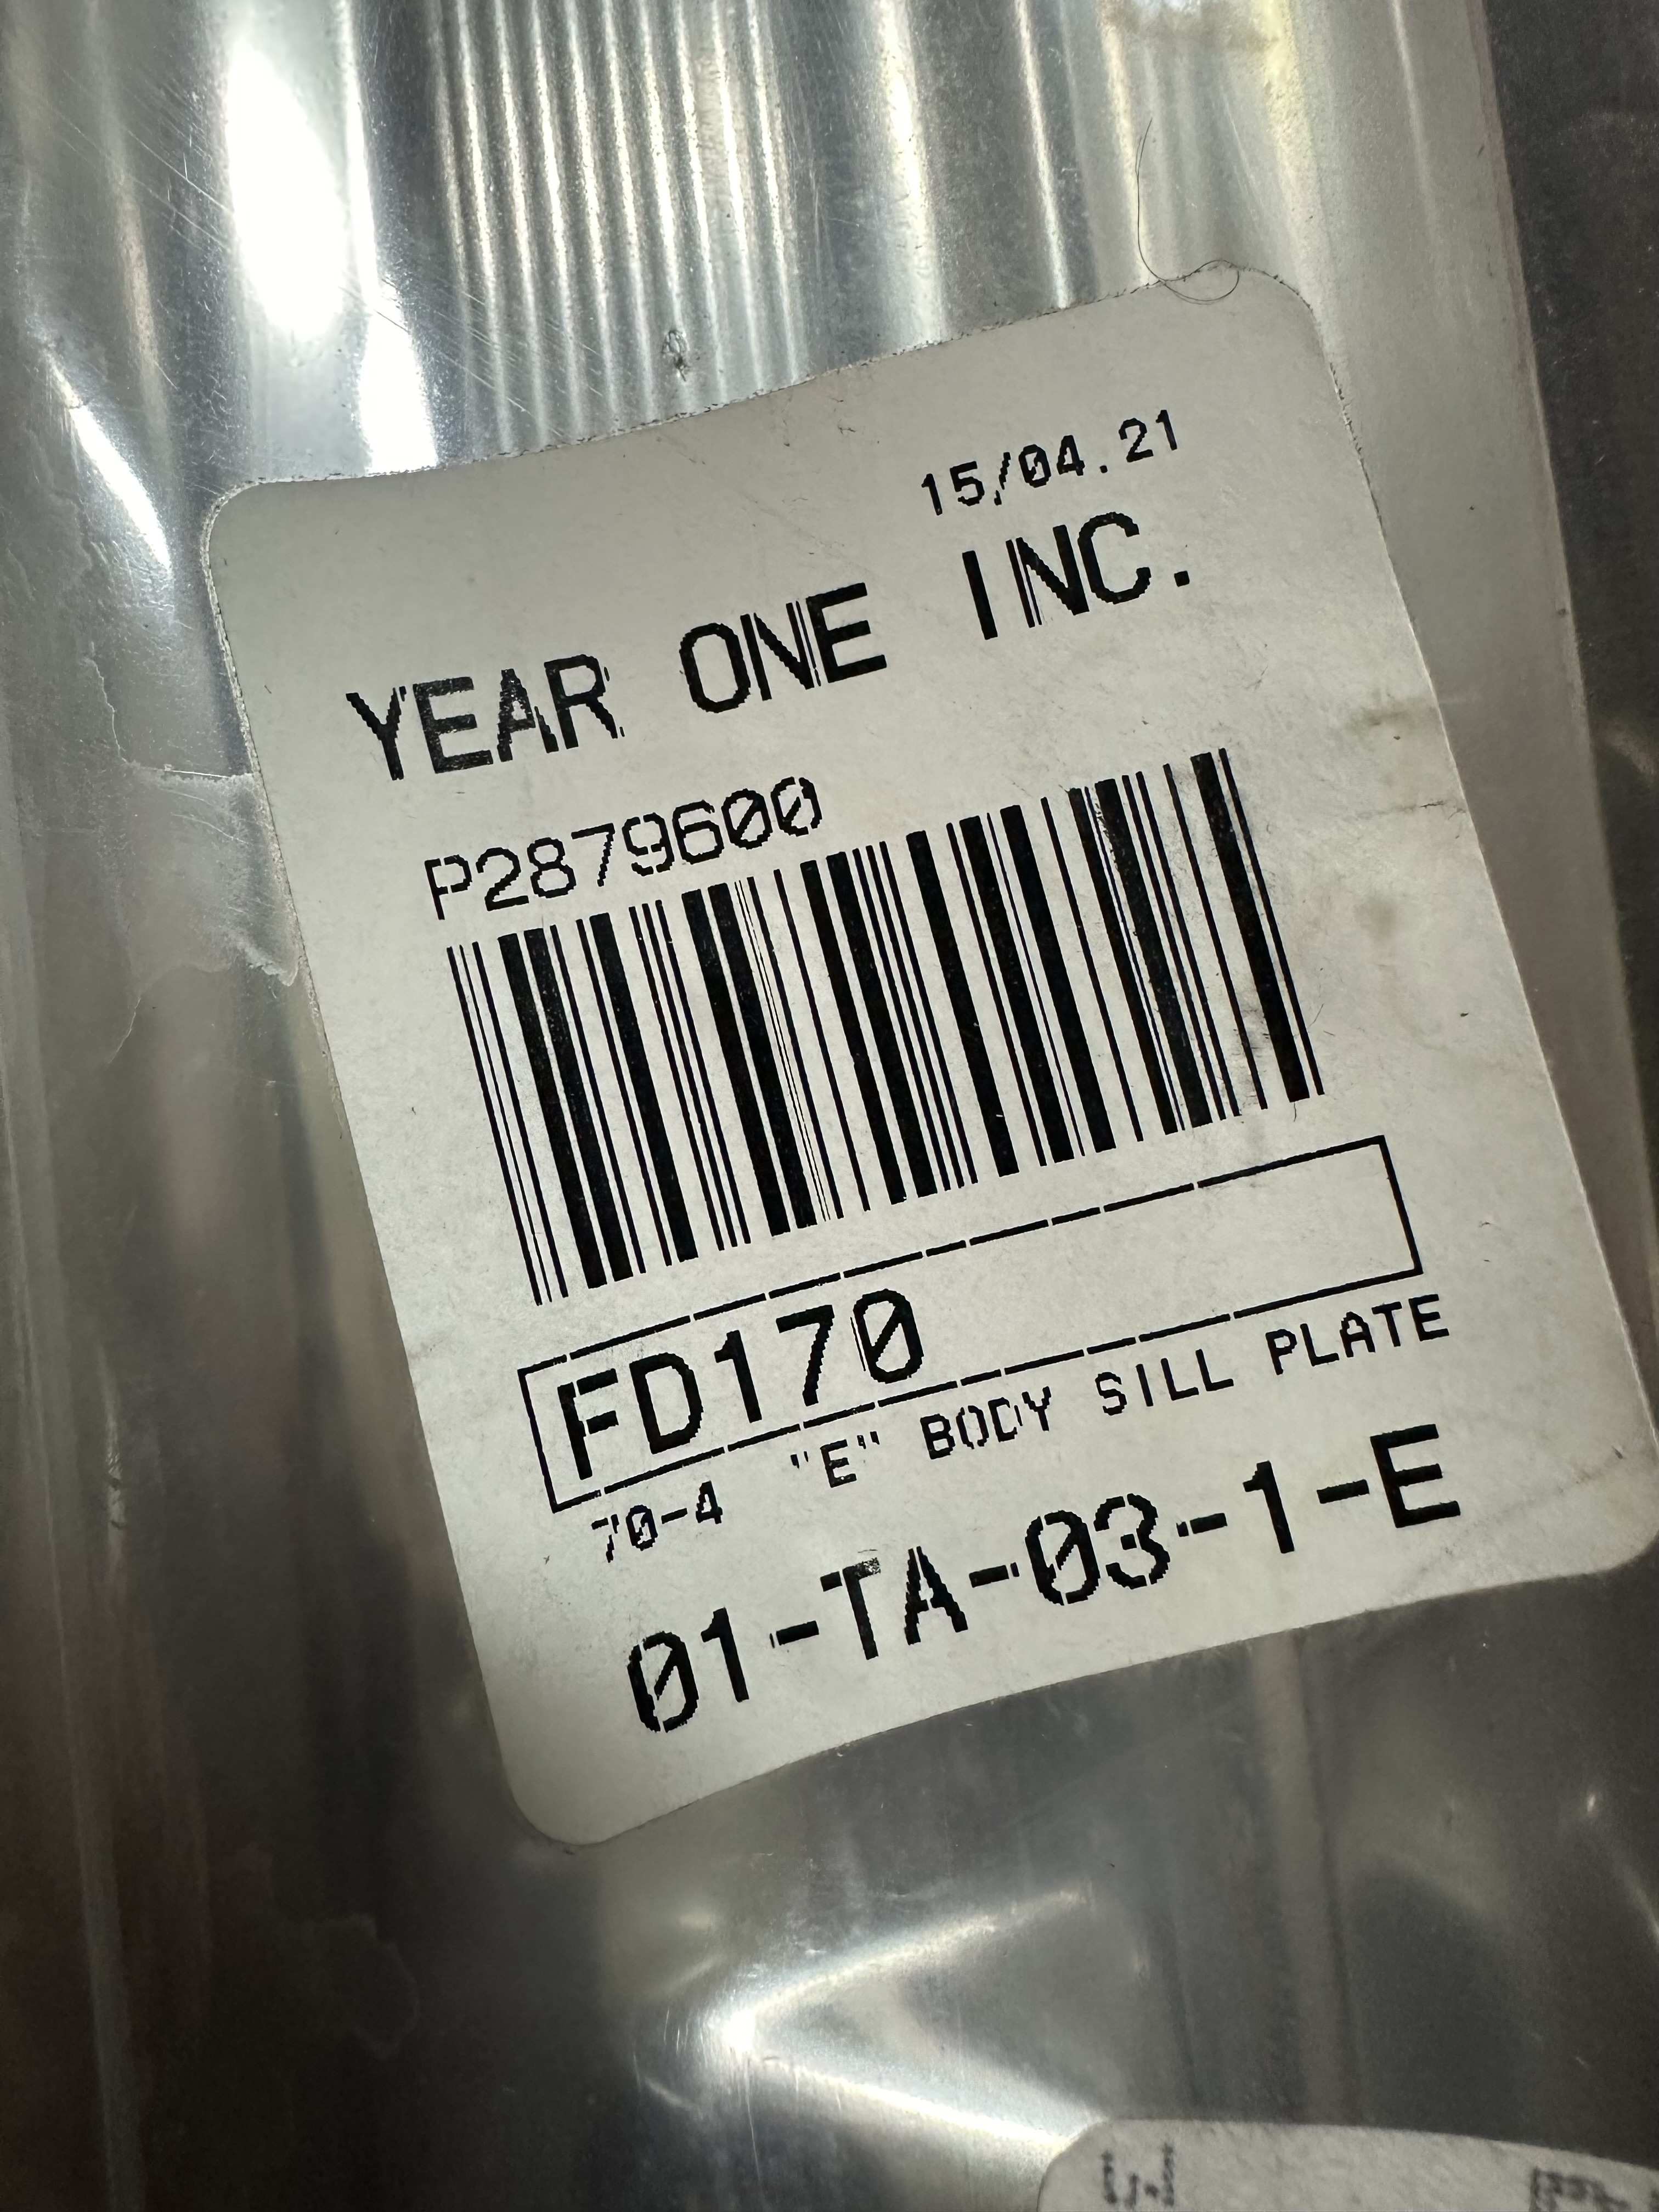 15/04.21
YEAR ONE INC.
P2879600
FD170
70-4 "E" BODY SILL PLATE
01-TA-03-1-E